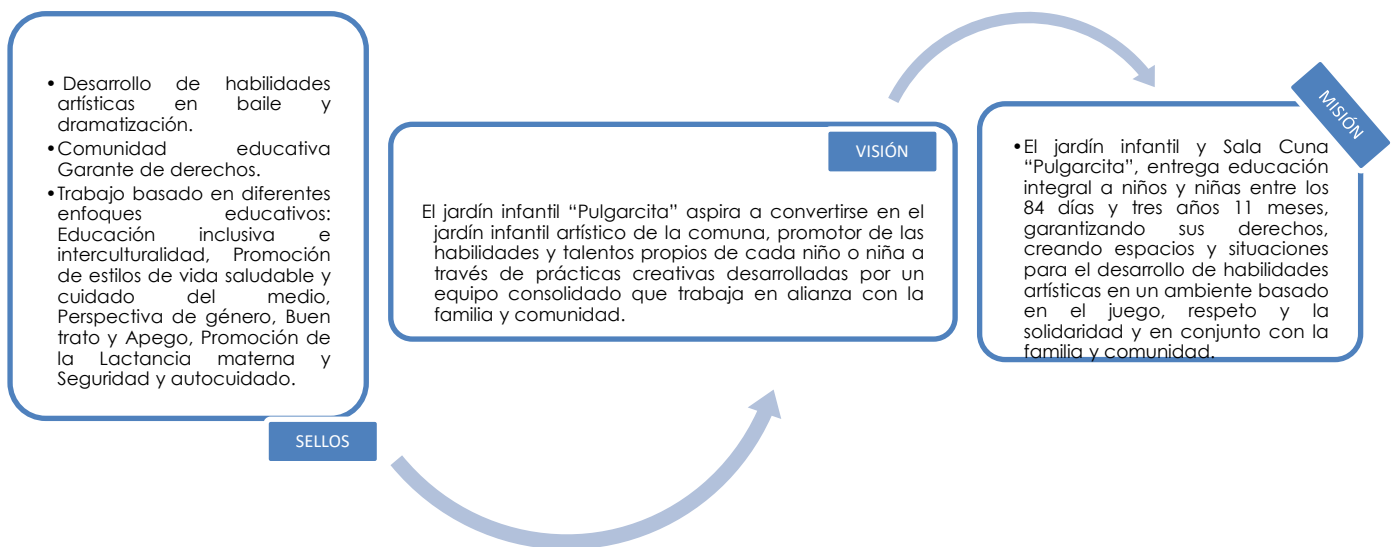 • Desarrollo de habilidades
artísticas en baile y
dramatización.
•Comunidad educativa
Garante de derechos.
•Trabajo basado en diferentes
enfoques educativos:
Educación inclusiva e
interculturalidad, Promoción
de estilos de vida saludable y
cuidado del medio,
Perspectiva de género, Buen
trato y Apego, Promoción de
la Lactancia materna y
Seguridad y autocuidado.
SELLOS
VISIÓN
El jardín infantil “Pulgarcita” aspira a convertirse en el
jardín infantil artístico de la comuna, promotor de las
habilidades y talentos propios de cada niño o niña a
través de prácticas creativas desarrolladas por un
equipo consolidado que trabaja en alianza con la
familia y comunidad.
MISIÓN
•El jardín infantil y Sala Cuna
“Pulgarcita”, entrega educación
integral a niños y niñas entre los
84 días y tres años 11 meses,
garantizando sus derechos,
creando espacios y situaciones
para el desarrollo de habilidades
artísticas en un ambiente basado
en el juego, respeto y la
solidaridad y en conjunto con la
familia y comunidad.